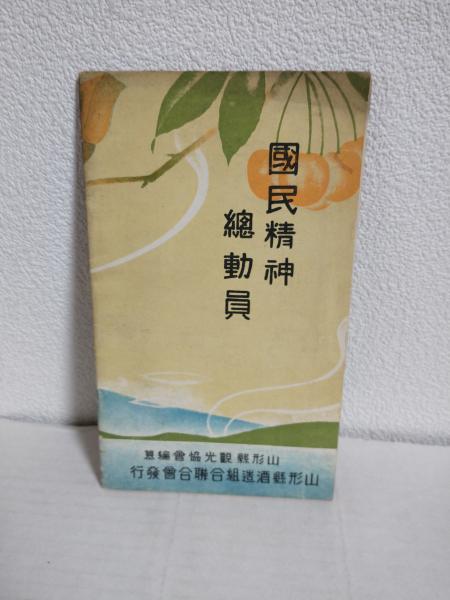 國民精神
總動員
山形縣觀光協會編纂
山形縣酒造組合聯合會發行